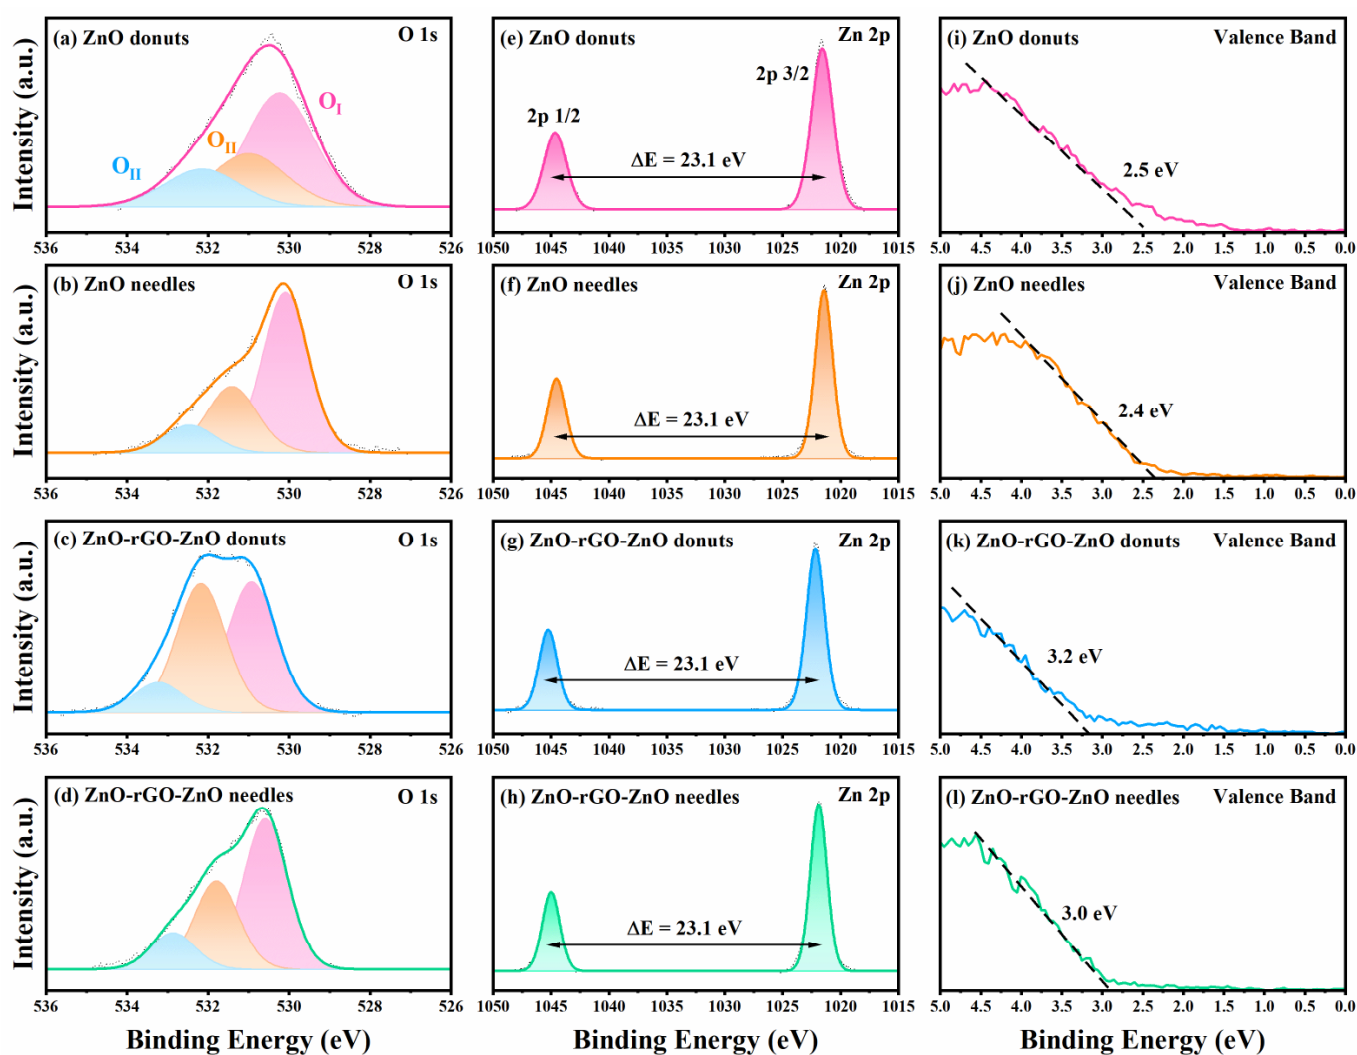 (a) ZnO donuts
O 1s
O_I
O_II
O_II
Intensity (a.u.)
536 534 532 530 528 526
(e) ZnO donuts
Zn 2p
2p 3/2
2p 1/2
ΔE = 23.1 eV
1050 1045 1040 1035 1030 1025 1020 1015
(i) ZnO donuts
Valence Band
2.5 eV
5.0 4.5 4.0 3.5 3.0 2.5 2.0 1.5 1.0 0.5 0.0
(b) ZnO needles
O 1s
Intensity (a.u.)
536 534 532 530 528 526
(f) ZnO needles
Zn 2p
ΔE = 23.1 eV
1050 1045 1040 1035 1030 1025 1020 1015
(j) ZnO needles
Valence Band
2.4 eV
5.0 4.5 4.0 3.5 3.0 2.5 2.0 1.5 1.0 0.5 0.0
(c) ZnO-rGO-ZnO donuts
O 1s
Intensity (a.u.)
536 534 532 530 528 526
(g) ZnO-rGO-ZnO donuts
Zn 2p
ΔE = 23.1 eV
1050 1045 1040 1035 1030 1025 1020 1015
(k) ZnO-rGO-ZnO donuts
Valence Band
3.2 eV
5.0 4.5 4.0 3.5 3.0 2.5 2.0 1.5 1.0 0.5 0.0
(d) ZnO-rGO-ZnO needles
O 1s
Intensity (a.u.)
536 534 532 530 528 526
Binding Energy (eV)
(h) ZnO-rGO-ZnO needles
Zn 2p
ΔE = 23.1 eV
1050 1045 1040 1035 1030 1025 1020 1015
Binding Energy (eV)
(l) ZnO-rGO-ZnO needles
Valence Band
3.0 eV
5.0 4.5 4.0 3.5 3.0 2.5 2.0 1.5 1.0 0.5 0.0
Binding Energy (eV)